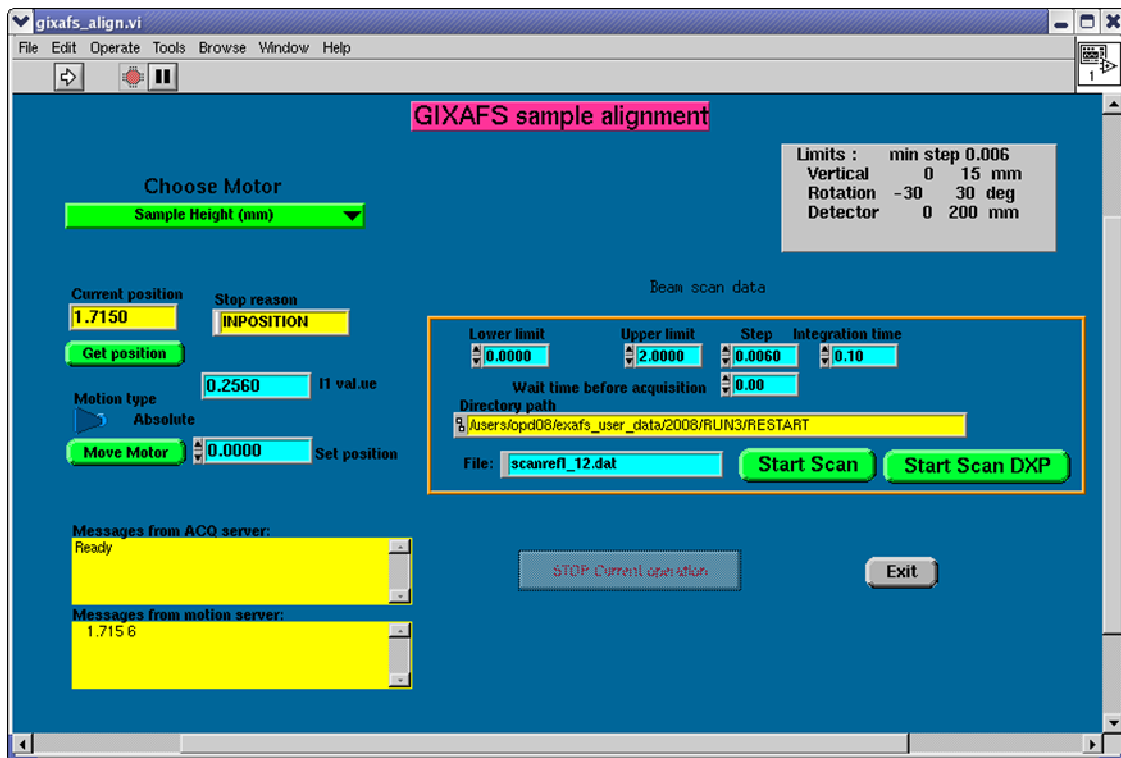 gixafs_align.vi
File Edit Operate Tools Browse Window Help
1
GIXAFS sample alignment
Limits : min step 0.006
Vertical 0 15 mm
Rotation -30 30 deg
Detector 0 200 mm
Choose Motor
Sample Height (mm)
Beam scan data
Current position
Stop reason
1.7150
INPOSITION
Get position
Lower limit Upper limit Step Integration time
0.0000 2.0000 0.0060 0.10
Wait time before acquisition 0.00
0.2560 I1 val.ue
Motion type
Absolute
Directory path
/users/opd08/exafs_user_data/2008/RUN3/RESTART
Move Motor 0.0000 Set position
File: scanrefl_12.dat Start Scan Start Scan DXP
Messages from ACQ server:
Ready
STOP Current operation
Exit
Messages from motion server:
1.715 6